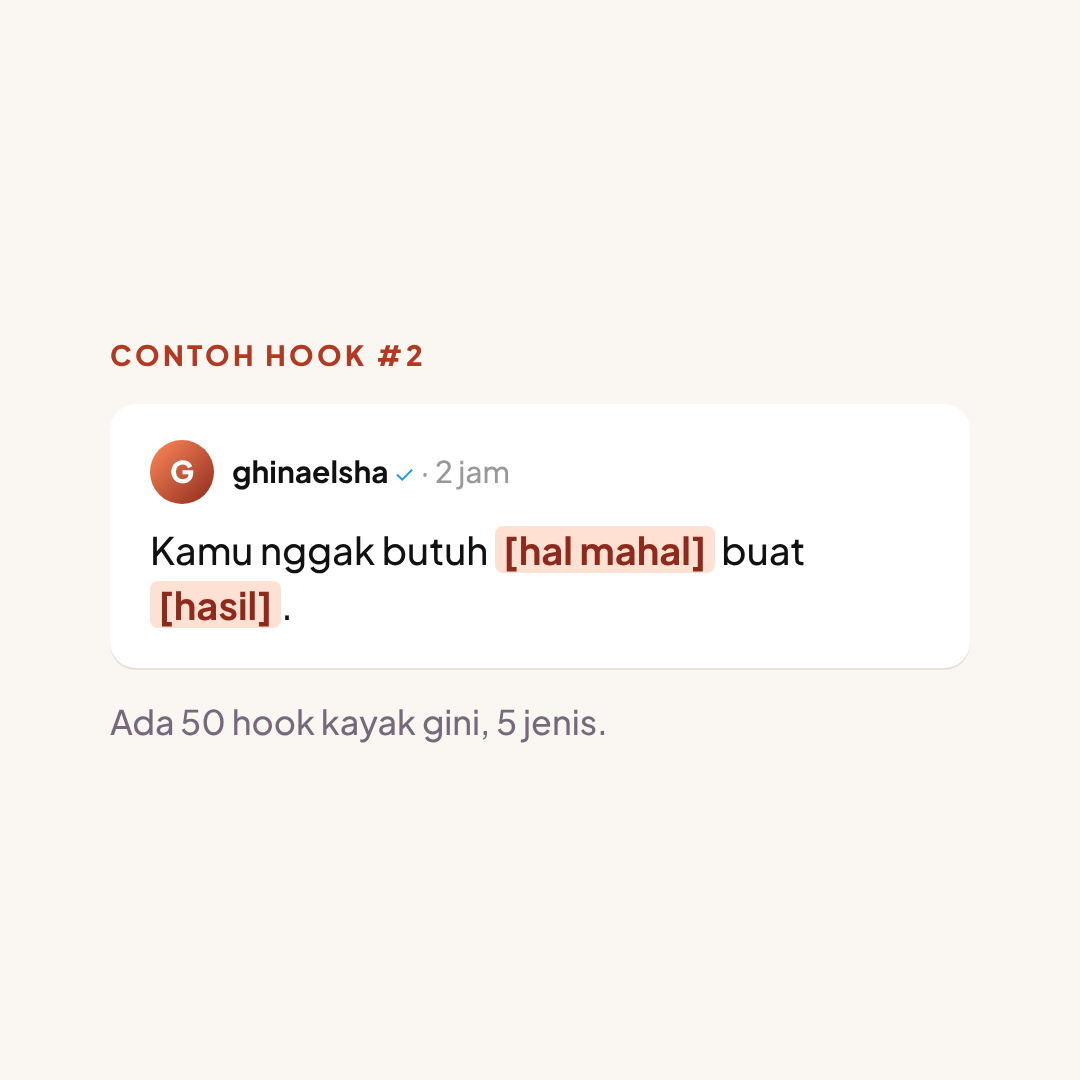 CONTOH HOOK #2
G
ghinaelsha ✓ · 2 jam
Kamu nggak butuh [hal mahal] buat
[hasil].
Ada 50 hook kayak gini, 5 jenis.